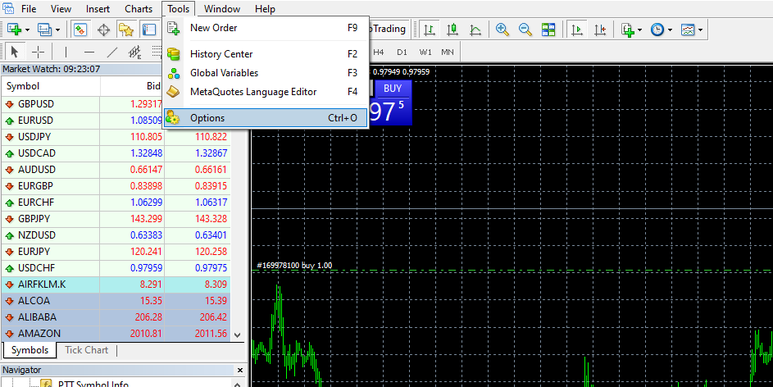 File View Insert Charts Tools Window Help
New Order F9
Trading
History Center F2
Global Variables F3
MetaQuotes Language Editor F4
Options Ctrl+O
H4 D1 W1 MN
Market Watch: 09:23:07
0.97949 0.97959
Symbol Bid
BUY
97 5
GBPUSD 1.29317
EURUSD 1.08509
USDJPY 110.805 110.822
USDCAD 1.32848 1.32867
AUDUSD 0.66147 0.66161
EURGBP 0.83898 0.83915
EURCHF 1.06299 1.06317
GBPJPY 143.299 143.328
NZDUSD 0.63383 0.63401
EURJPY 120.241 120.258
USDCHF 0.97959 0.97975
#169978100 buy 1.00
AIRFKLM.K 8.291 8.309
ALCOA 15.35 15.39
ALIBABA 206.28 206.42
AMAZON 2010.81 2011.56
Symbols Tick Chart
Navigator
PTT Symbol Info